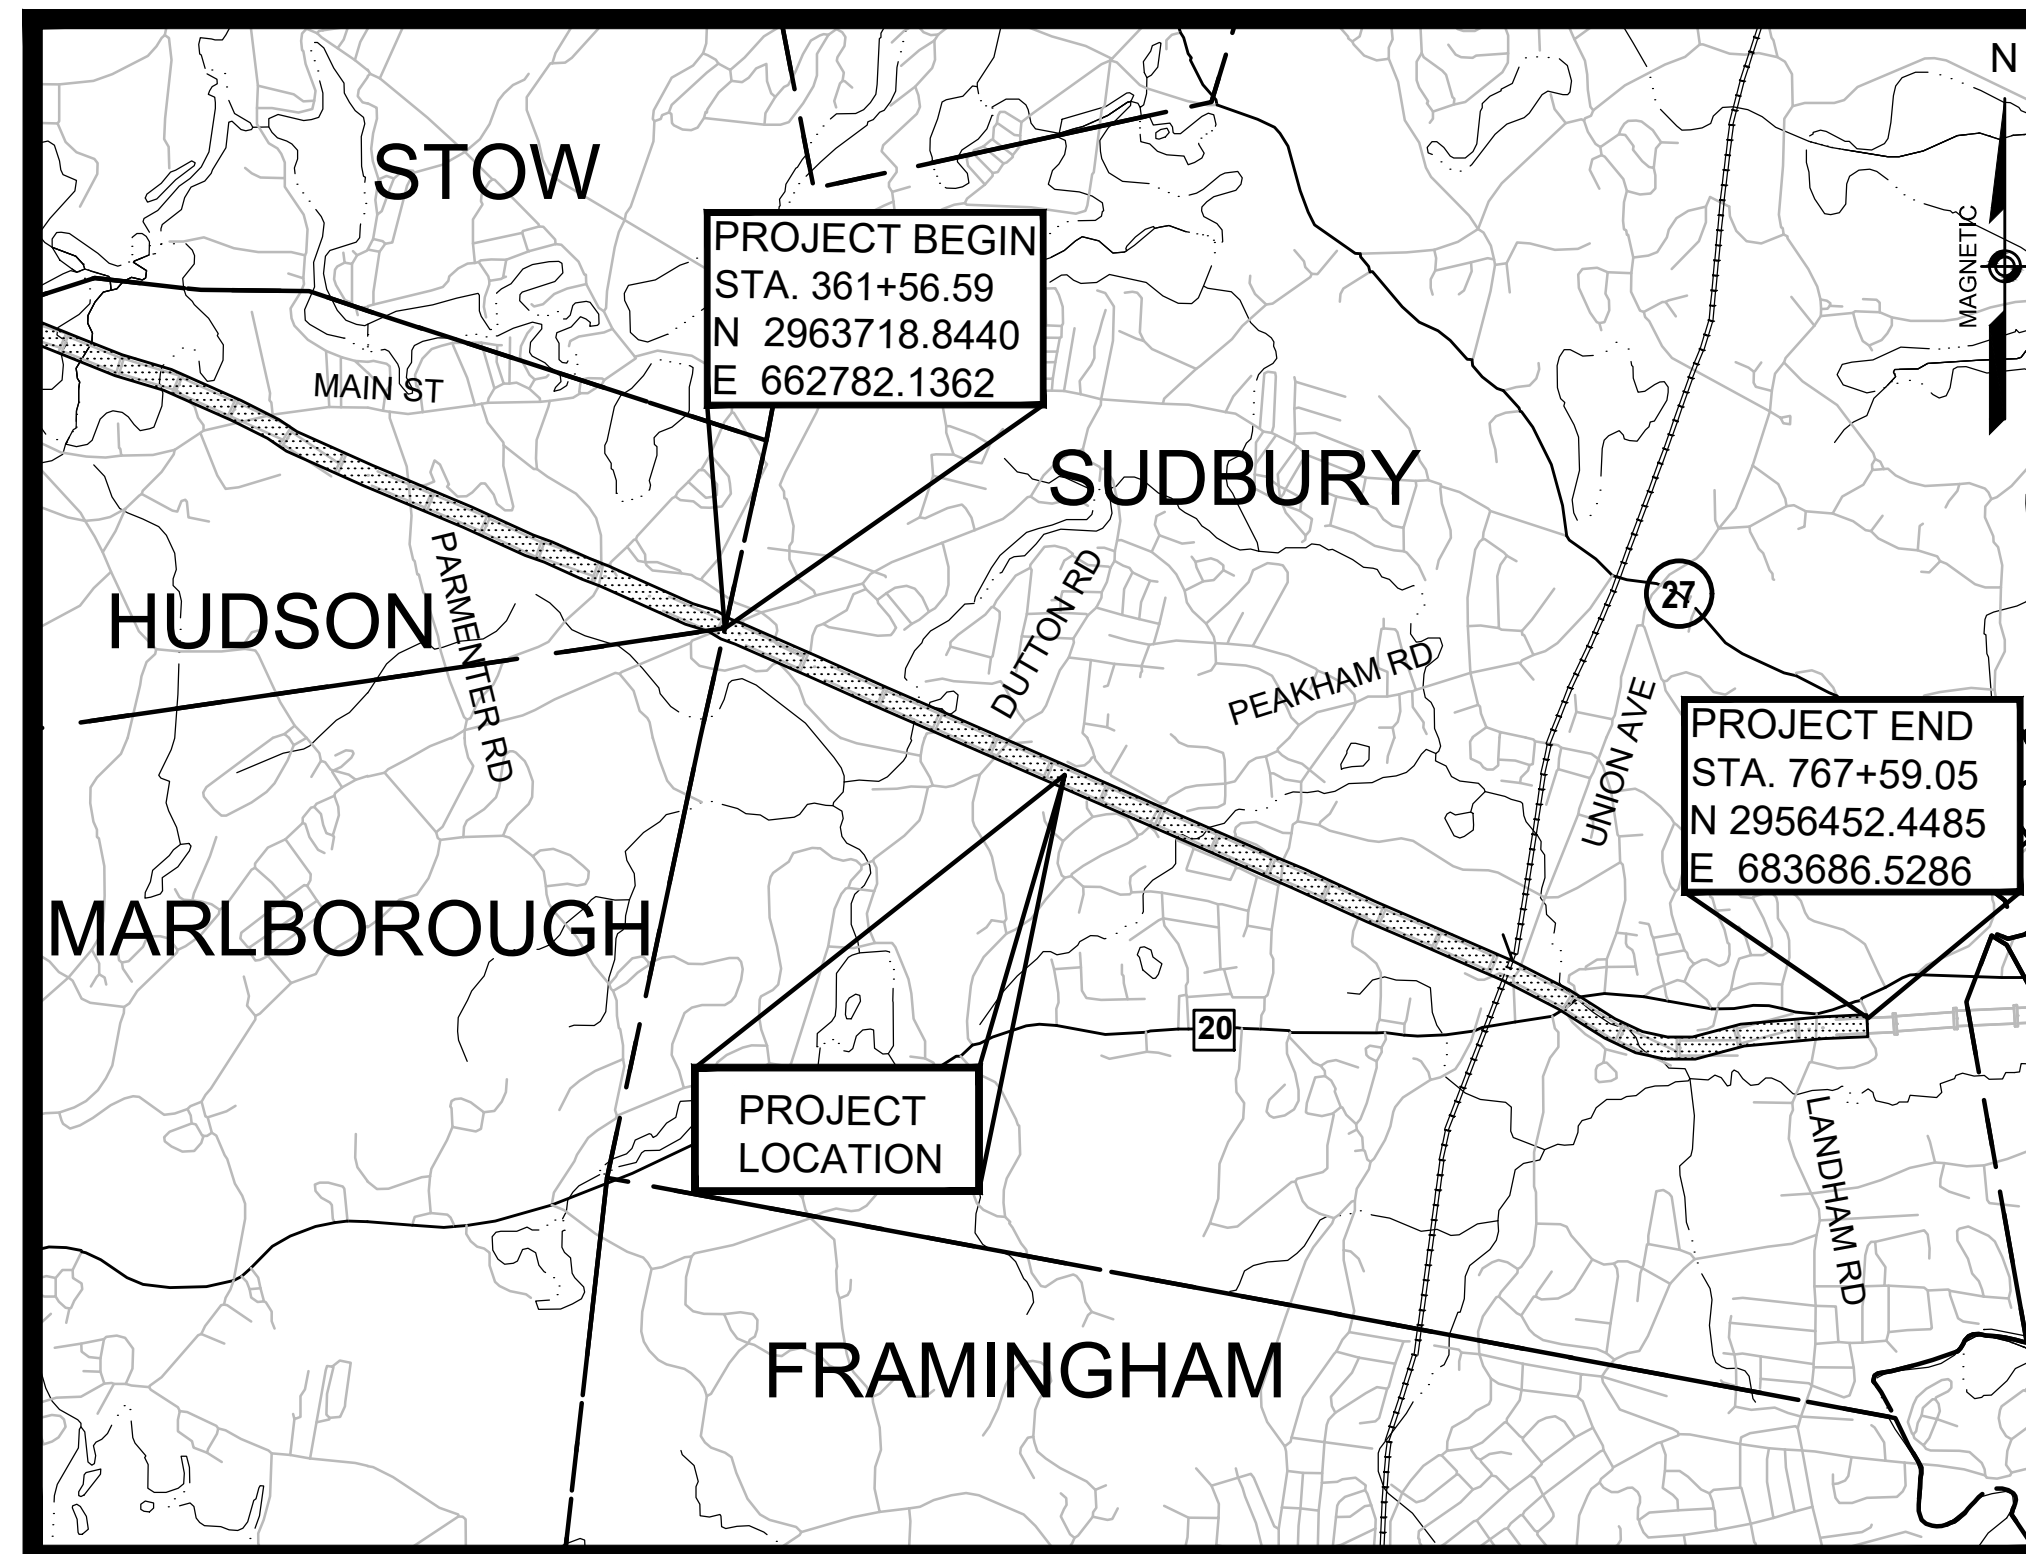 N
MAGNETIC
STOW
PROJECT BEGIN
STA. 361+56.59
N 2963718.8440
E 662782.1362
MAIN ST
SUDBURY
PARMENTER RD
HUDSON
DUTTON RD
27
PEAKHAM RD
UNION AVE
PROJECT END
STA. 767+59.05
N 2956452.4485
E 683686.5286
MARLBOROUGH
20
PROJECT
LOCATION
LANDHAM RD
FRAMINGHAM